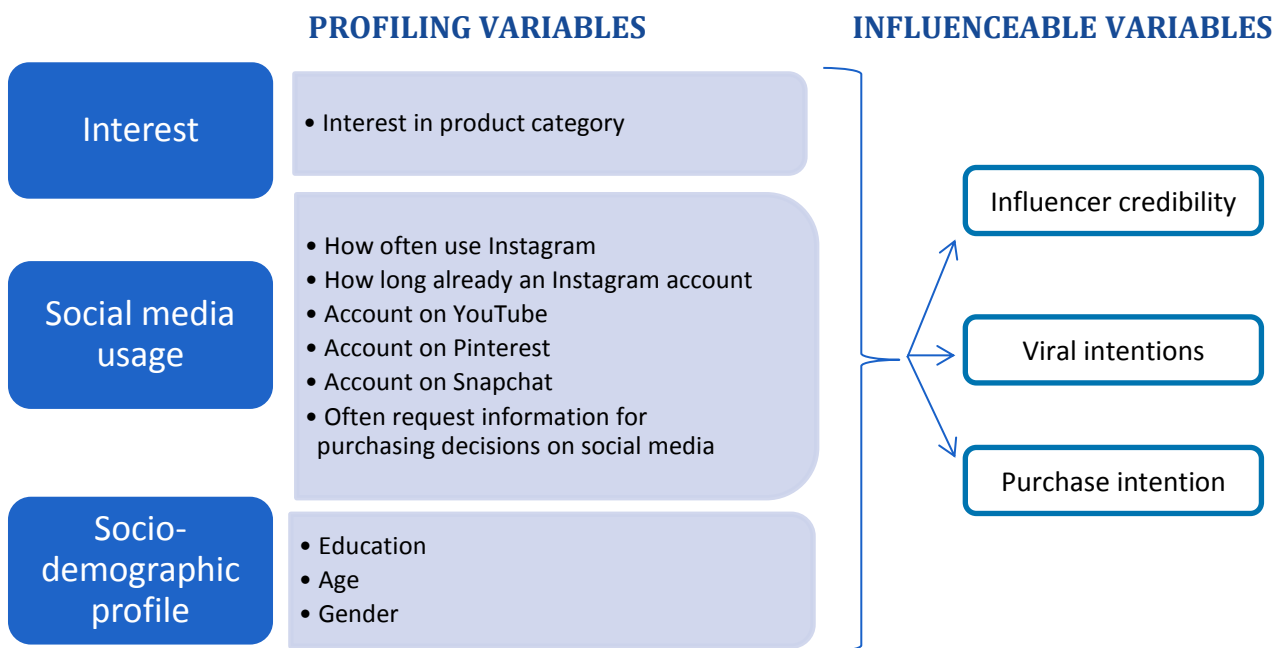 PROFILING VARIABLES
INFLUENCEABLE VARIABLES
Interest
• Interest in product category
Social media
usage
• How often use Instagram
• How long already an Instagram account
• Account on YouTube
• Account on Pinterest
• Account on Snapchat
• Often request information for
purchasing decisions on social media
Socio-
demographic
profile
• Education
• Age
• Gender
Influencer credibility
Viral intentions
Purchase intention